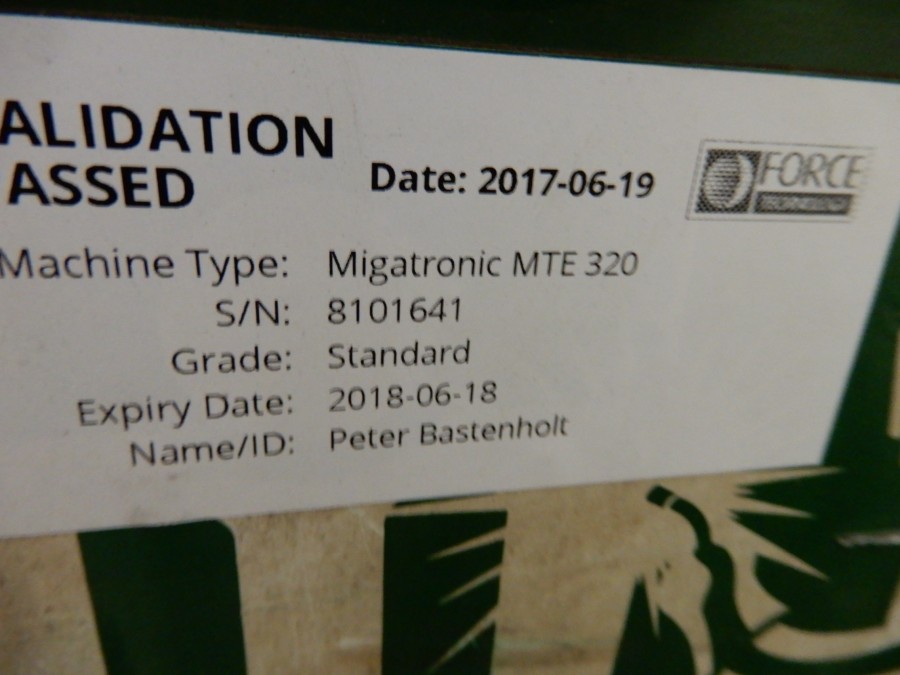 ALIDATION
ASSED
Date: 2017-06-19
FORCE
TECHNOLOGY
Machine Type: Migatronic MTE 320
S/N: 8101641
Grade: Standard
Expiry Date: 2018-06-18
Name/ID: Peter Bastenholt